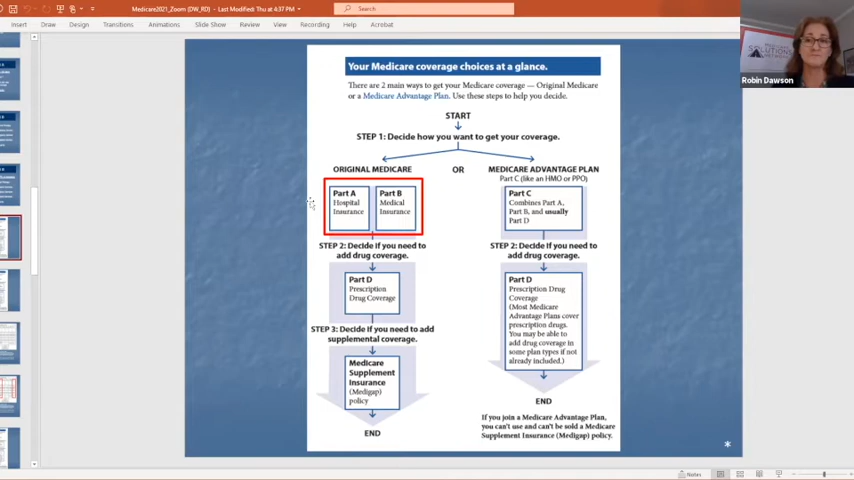 Medicare2021_Zoom (DW_RD) • Last Modified: Thu at 4:37 PM
Search
Insert Draw Design Transitions Animations Slide Show Review View Recording Help Acrobat
SOLUTIONS
Robin Dawson
Your Medicare coverage choices at a glance.
There are 2 main ways to get your Medicare coverage — Original Medicare
or a Medicare Advantage Plan. Use these steps to help you decide.
START
STEP 1: Decide how you want to get your coverage.
ORIGINAL MEDICARE
OR
MEDICARE ADVANTAGE PLAN
Part C (like an HMO or PPO)
Part A
Hospital
Insurance
Part B
Medical
Insurance
Part C
Combines Part A,
Part B, and usually
Part D
STEP 2: Decide if you need to
add drug coverage.
STEP 2: Decide if you need to
add drug coverage.
Part D
Prescription
Drug Coverage
Part D
Prescription Drug
Coverage
(Most Medicare
Advantage Plans cover
prescription drugs.
You may be able to
add drug coverage in
some plan types if not
already included.)
STEP 3: Decide if you need to add
supplemental coverage.
Medicare
Supplement
Insurance
(Medigap)
policy
END
END
If you join a Medicare Advantage Plan,
you can't use and can't be sold a Medicare
Supplement Insurance (Medigap) policy.
*
Notes